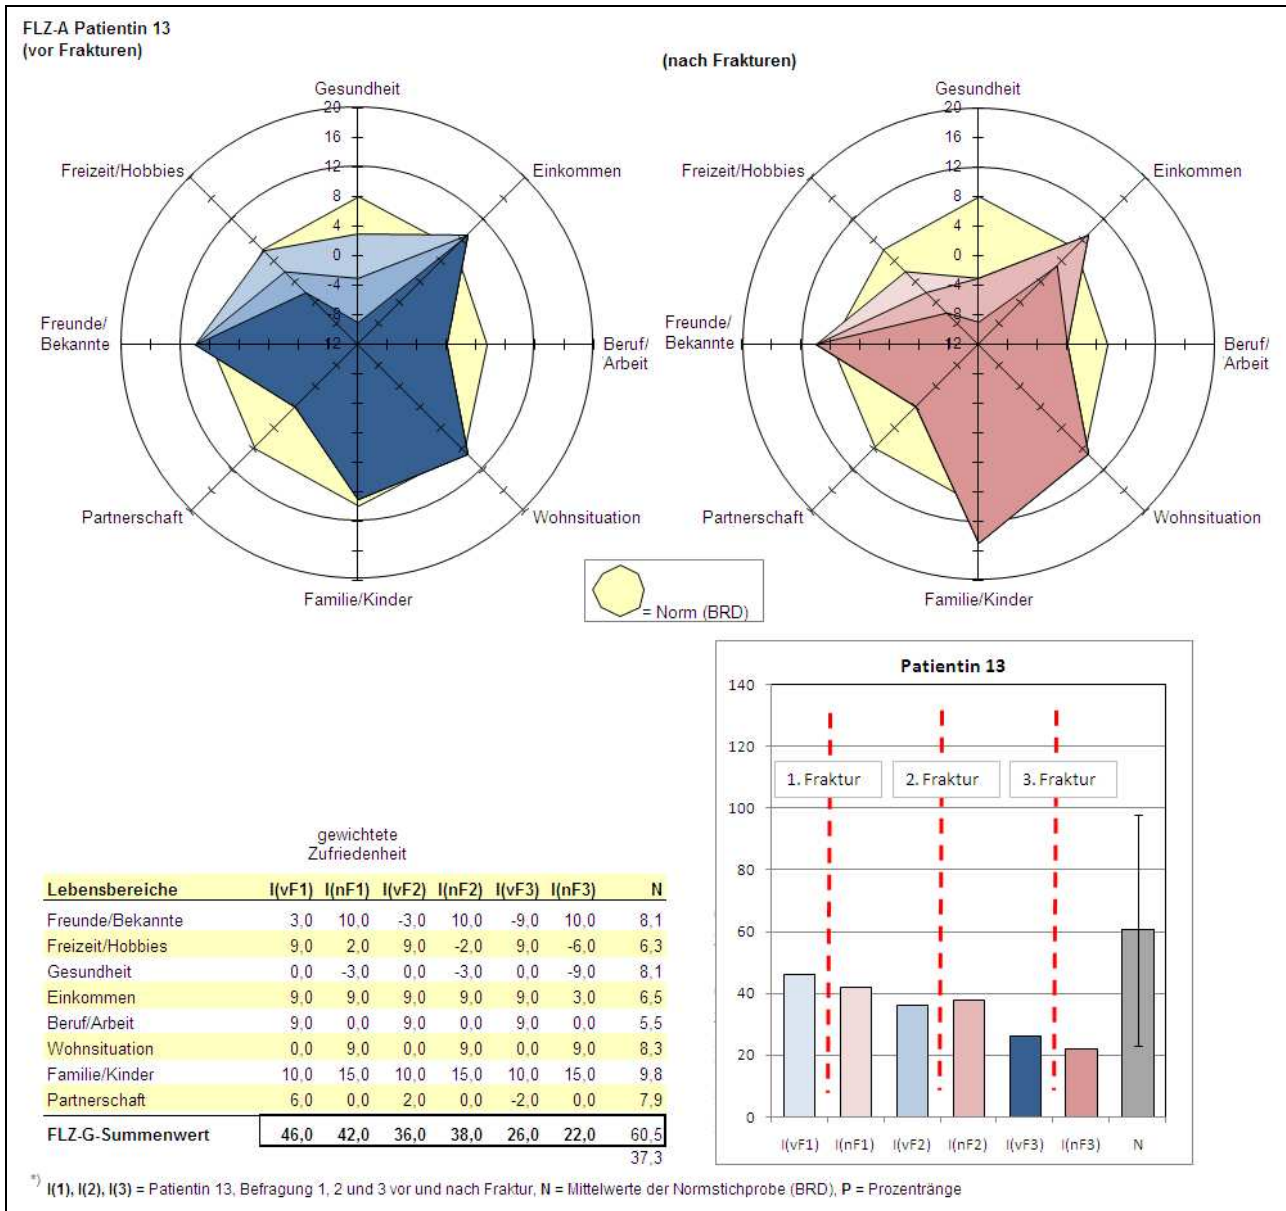 FLZ-A Patientin 13
(vor Frakturen)
(nach Frakturen)
Gesundheit
20
16
12
8
4
0
-4
-8
12
Einkommen
Beruf/
Arbeit
Wohnsituation
Familie/Kinder
Partnerschaft
Freunde/
Bekannte
Freizeit/Hobbies
Gesundheit
20
16
12
8
4
0
-4
-8
12
Einkommen
Beruf/
Arbeit
Wohnsituation
Familie/Kinder
Partnerschaft
Freunde/
Bekannte
Freizeit/Hobbies
= Norm (BRD)
Patientin 13
140
120
100
80
60
40
20
0
1. Fraktur
2. Fraktur
3. Fraktur
I(vF1) I(nF1) I(vF2) I(nF2) I(vF3) I(nF3) N
gewichtete
Zufriedenheit
Lebensbereiche I(vF1) I(nF1) I(vF2) I(nF2) I(vF3) I(nF3) N
Freunde/Bekannte 3,0 10,0 -3,0 10,0 -9,0 10,0 8,1
Freizeit/Hobbies 9,0 2,0 9,0 -2,0 9,0 -6,0 6,3
Gesundheit 0,0 -3,0 0,0 -3,0 0,0 -9,0 8,1
Einkommen 9,0 9,0 9,0 9,0 9,0 3,0 6,5
Beruf/Arbeit 9,0 0,0 9,0 0,0 9,0 0,0 5,5
Wohnsituation 0,0 9,0 0,0 9,0 0,0 9,0 8,3
Familie/Kinder 10,0 15,0 10,0 15,0 10,0 15,0 9,8
Partnerschaft 6,0 0,0 2,0 0,0 -2,0 0,0 7,9
FLZ-G-Summenwert 46,0 42,0 36,0 38,0 26,0 22,0 60,5
37,3
*) I(1), I(2), I(3) = Patientin 13, Befragung 1, 2 und 3 vor und nach Fraktur, N = Mittelwerte der Normstichprobe (BRD), P = Prozentränge